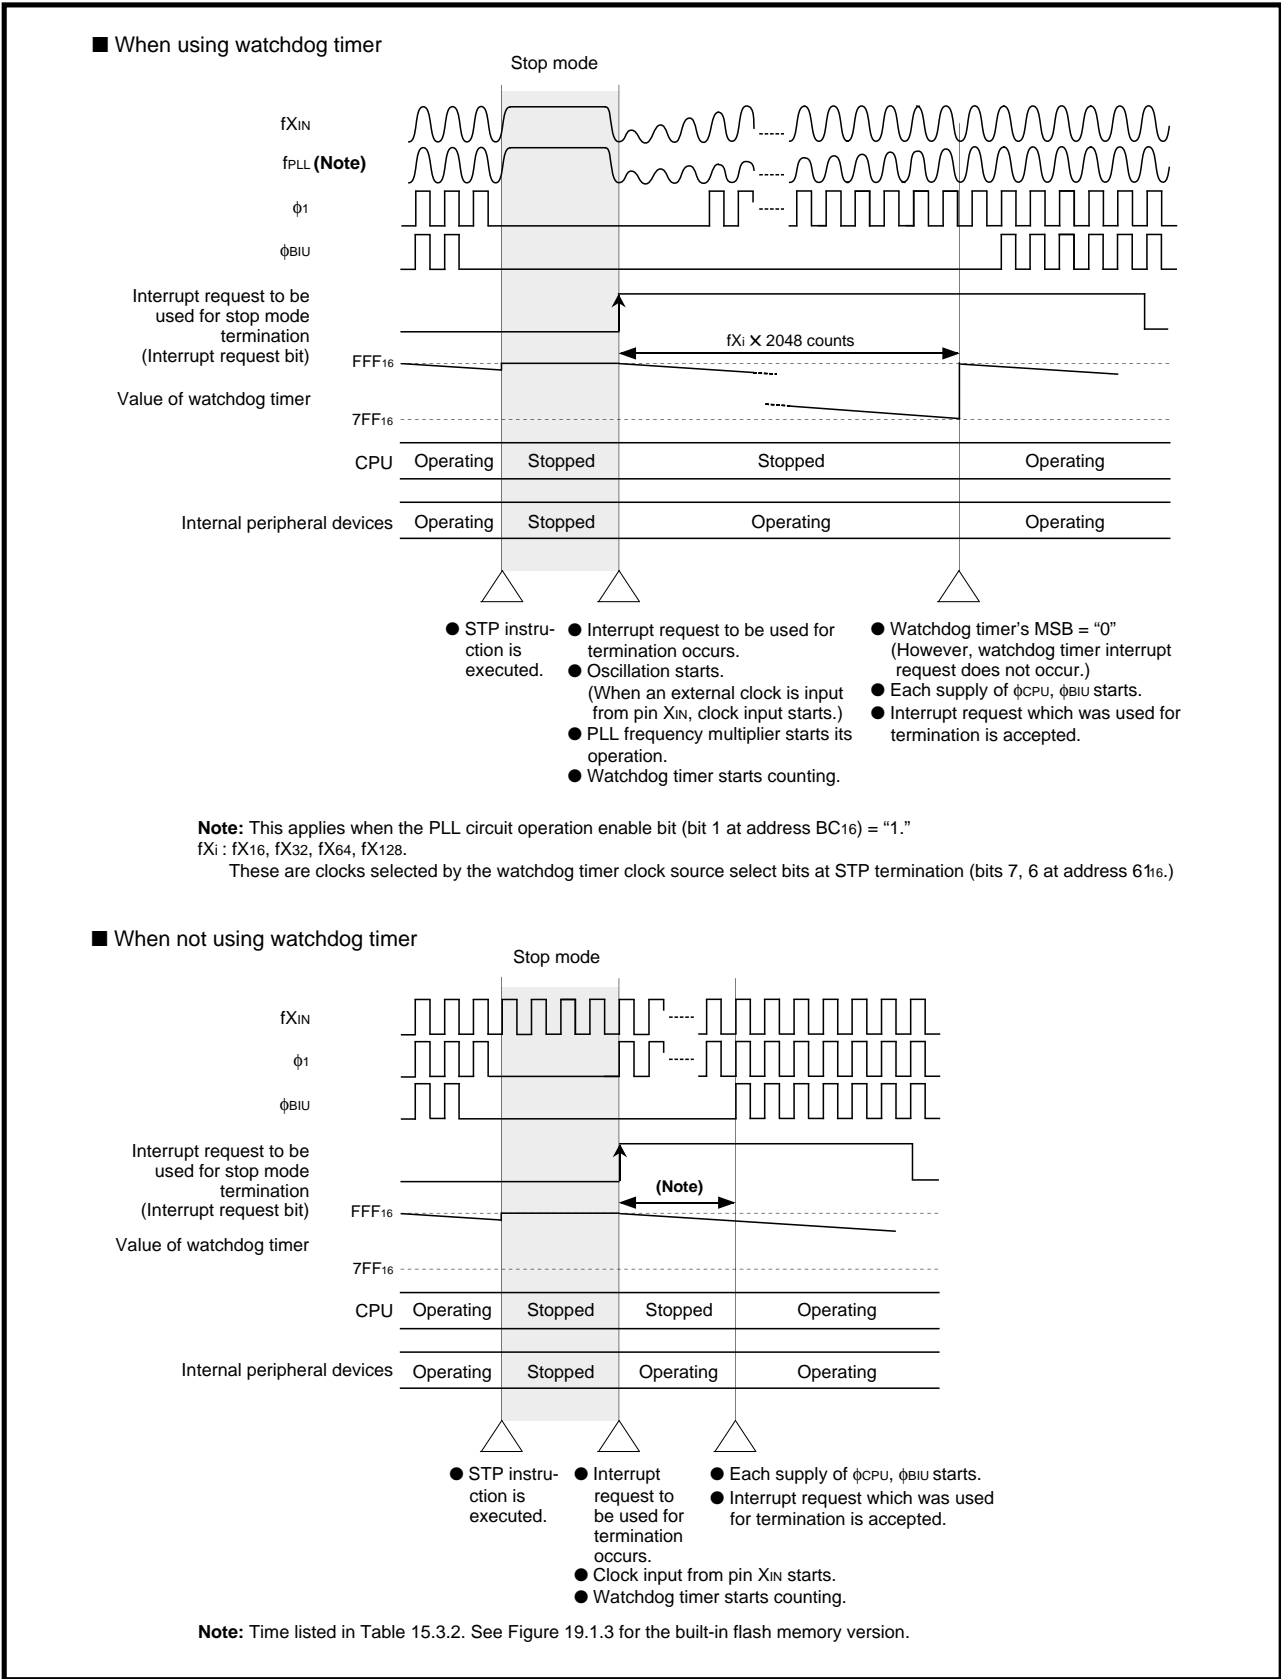 ■ When using watchdog timer
Stop mode
fXIN
fPLL (Note)
ϕ1
ϕBIU
Interrupt request to be
used for stop mode
termination
(Interrupt request bit)
fXi × 2048 counts
FFF16
Value of watchdog timer
7FF16
CPU Operating Stopped Stopped Operating
Internal peripheral devices Operating Stopped Operating Operating
● STP instru-
ction is
executed.
● Interrupt request to be used for
termination occurs.
● Oscillation starts.
(When an external clock is input
from pin XIN, clock input starts.)
● PLL frequency multiplier starts its
operation.
● Watchdog timer starts counting.
● Watchdog timer’s MSB = “0”
(However, watchdog timer interrupt
request does not occur.)
● Each supply of ϕCPU, ϕBIU starts.
● Interrupt request which was used for
termination is accepted.
Note: This applies when the PLL circuit operation enable bit (bit 1 at address BC16) = “1.”
fXi : fX16, fX32, fX64, fX128.
These are clocks selected by the watchdog timer clock source select bits at STP termination (bits 7, 6 at address 6116.)
■ When not using watchdog timer
Stop mode
fXIN
ϕ1
ϕBIU
Interrupt request to be
used for stop mode
termination
(Interrupt request bit)
(Note)
FFF16
Value of watchdog timer
7FF16
CPU Operating Stopped Stopped Operating
Internal peripheral devices Operating Stopped Operating Operating
● STP instru-
ction is
executed.
● Interrupt
request to
be used for
termination
occurs.
● Clock input from pin XIN starts.
● Watchdog timer starts counting.
● Each supply of ϕCPU, ϕBIU starts.
● Interrupt request which was used
for termination is accepted.
Note: Time listed in Table 15.3.2. See Figure 19.1.3 for the built-in flash memory version.